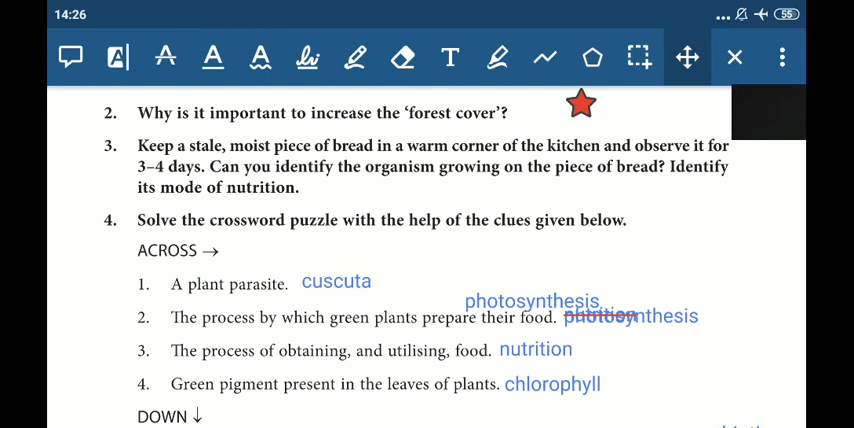 14:26
... 55
A A A A T
2. Why is it important to increase the ‘forest cover’?
3. Keep a stale, moist piece of bread in a warm corner of the kitchen and observe it for
3–4 days. Can you identify the organism growing on the piece of bread? Identify
its mode of nutrition.
4. Solve the crossword puzzle with the help of the clues given below.
ACROSS →
1. A plant parasite. cuscuta
photosynthesis
2. The process by which green plants prepare their food. photosynthesis
3. The process of obtaining, and utilising, food. nutrition
4. Green pigment present in the leaves of plants. chlorophyll
DOWN ↓